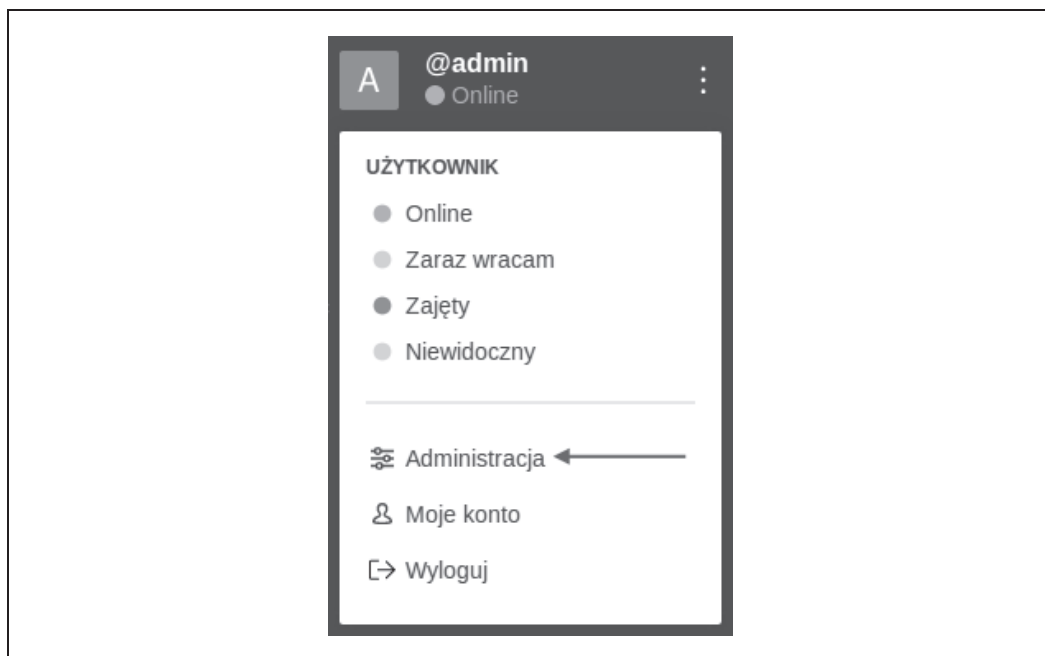 A
@admin
Online
UŻYTKOWNIK
Online
Zaraz wracam
Zajęty
Niewidoczny
Administracja
Moje konto
Wyloguj